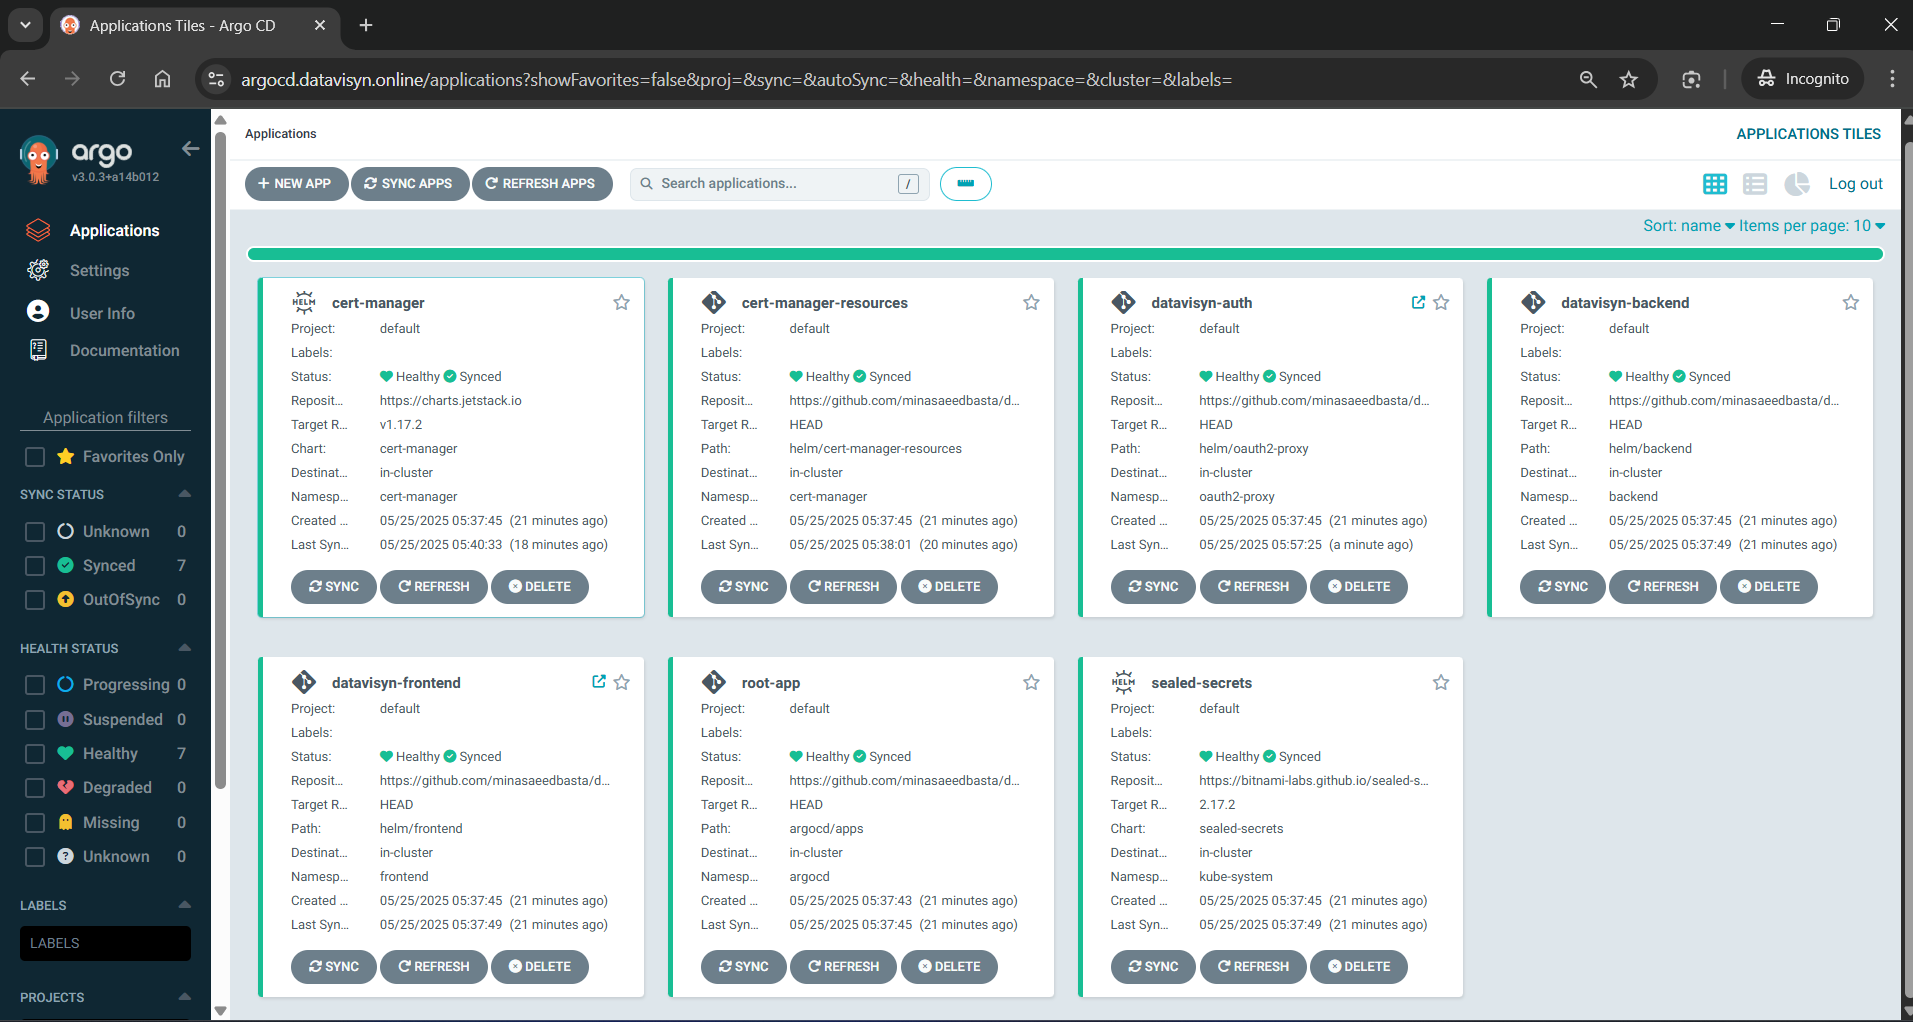 Applications Tiles - Argo CD
argocd.datavisyn.online/applications?showFavorites=false&proj=&sync=&autoSync=&health=&namespace=&cluster=&labels=
Incognito
argo
v3.0.3+a14b012
Applications
Settings
User Info
Documentation
Application filters
Favorites Only
SYNC STATUS
Unknown 0
Synced 7
OutOfSync 0
HEALTH STATUS
Progressing 0
Suspended 0
Healthy 7
Degraded 0
Missing 0
Unknown 0
LABELS
LABELS
PROJECTS
Applications
APPLICATIONS TILES
+ NEW APP
SYNC APPS
REFRESH APPS
Search applications...
/
Log out
Sort: name Items per page: 10
HELM
cert-manager
Project: default
Labels:
Status: Healthy Synced
Reposit... https://charts.jetstack.io
Target R... v1.17.2
Chart: cert-manager
Destinat... in-cluster
Namesp... cert-manager
Created ... 05/25/2025 05:37:45 (21 minutes ago)
Last Syn... 05/25/2025 05:40:33 (18 minutes ago)
SYNC REFRESH DELETE
cert-manager-resources
Project: default
Labels:
Status: Healthy Synced
Reposit... https://github.com/minasaeedbasta/d...
Target R... HEAD
Path: helm/cert-manager-resources
Destinat... in-cluster
Namesp... cert-manager
Created ... 05/25/2025 05:37:45 (21 minutes ago)
Last Syn... 05/25/2025 05:38:01 (20 minutes ago)
SYNC REFRESH DELETE
datavisyn-auth
Project: default
Labels:
Status: Healthy Synced
Reposit... https://github.com/minasaeedbasta/d...
Target R... HEAD
Path: helm/oauth2-proxy
Destinat... in-cluster
Namesp... oauth2-proxy
Created ... 05/25/2025 05:37:45 (21 minutes ago)
Last Syn... 05/25/2025 05:57:25 (a minute ago)
SYNC REFRESH DELETE
datavisyn-backend
Project: default
Labels:
Status: Healthy Synced
Reposit... https://github.com/minasaeedbasta/d...
Target R... HEAD
Path: helm/backend
Destinat... in-cluster
Namesp... backend
Created ... 05/25/2025 05:37:45 (21 minutes ago)
Last Syn... 05/25/2025 05:37:49 (21 minutes ago)
SYNC REFRESH DELETE
datavisyn-frontend
Project: default
Labels:
Status: Healthy Synced
Reposit... https://github.com/minasaeedbasta/d...
Target R... HEAD
Path: helm/frontend
Destinat... in-cluster
Namesp... frontend
Created ... 05/25/2025 05:37:45 (21 minutes ago)
Last Syn... 05/25/2025 05:37:49 (21 minutes ago)
SYNC REFRESH DELETE
root-app
Project: default
Labels:
Status: Healthy Synced
Reposit... https://github.com/minasaeedbasta/d...
Target R... HEAD
Path: argocd/apps
Destinat... in-cluster
Namesp... argocd
Created ... 05/25/2025 05:37:43 (21 minutes ago)
Last Syn... 05/25/2025 05:37:45 (21 minutes ago)
SYNC REFRESH DELETE
HELM
sealed-secrets
Project: default
Labels:
Status: Healthy Synced
Reposit... https://bitnami-labs.github.io/sealed-s...
Target R... 2.17.2
Chart: sealed-secrets
Destinat... in-cluster
Namesp... kube-system
Created ... 05/25/2025 05:37:45 (21 minutes ago)
Last Syn... 05/25/2025 05:37:49 (21 minutes ago)
SYNC REFRESH DELETE